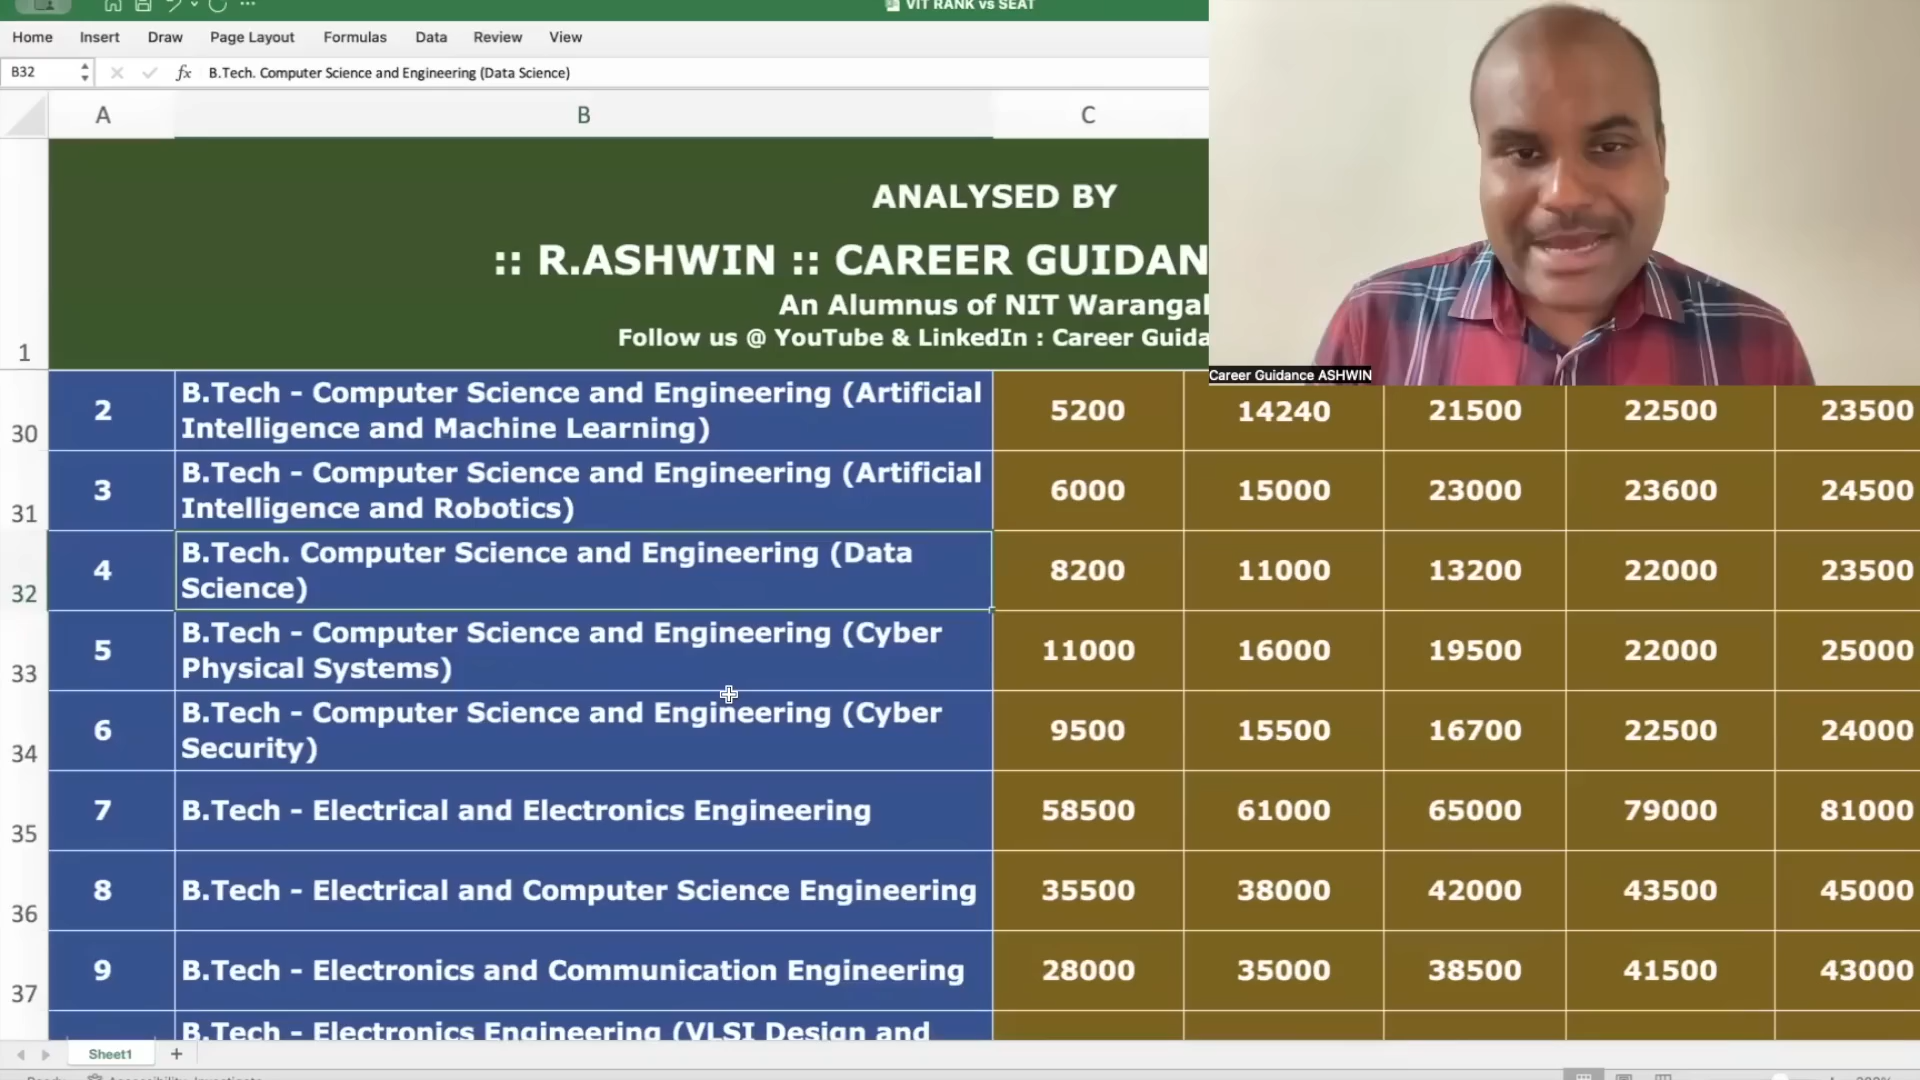 VIT RANK vs SEAT
Home Insert Draw Page Layout Formulas Data Review View
B32 fx B.Tech. Computer Science and Engineering (Data Science)
A B C
ANALYSED BY
:: R.ASHWIN :: CAREER GUIDAN
An Alumnus of NIT Warangal
Follow us @ YouTube & LinkedIn : Career Guida
1
Career Guidance ASHWIN
30 2 B.Tech - Computer Science and Engineering (Artificial
Intelligence and Machine Learning) 5200 14240 21500 22500 23500
31 3 B.Tech - Computer Science and Engineering (Artificial
Intelligence and Robotics) 6000 15000 23000 23600 24500
32 4 B.Tech. Computer Science and Engineering (Data
Science) 8200 11000 13200 22000 23500
33 5 B.Tech - Computer Science and Engineering (Cyber
Physical Systems) 11000 16000 19500 22000 25000
34 6 B.Tech - Computer Science and Engineering (Cyber
Security) 9500 15500 16700 22500 24000
35 7 B.Tech - Electrical and Electronics Engineering 58500 61000 65000 79000 81000
36 8 B.Tech - Electrical and Computer Science Engineering 35500 38000 42000 43500 45000
37 9 B.Tech - Electronics and Communication Engineering 28000 35000 38500 41500 43000
B.Tech - Electronics Engineering (VLSI Design and
Sheet1